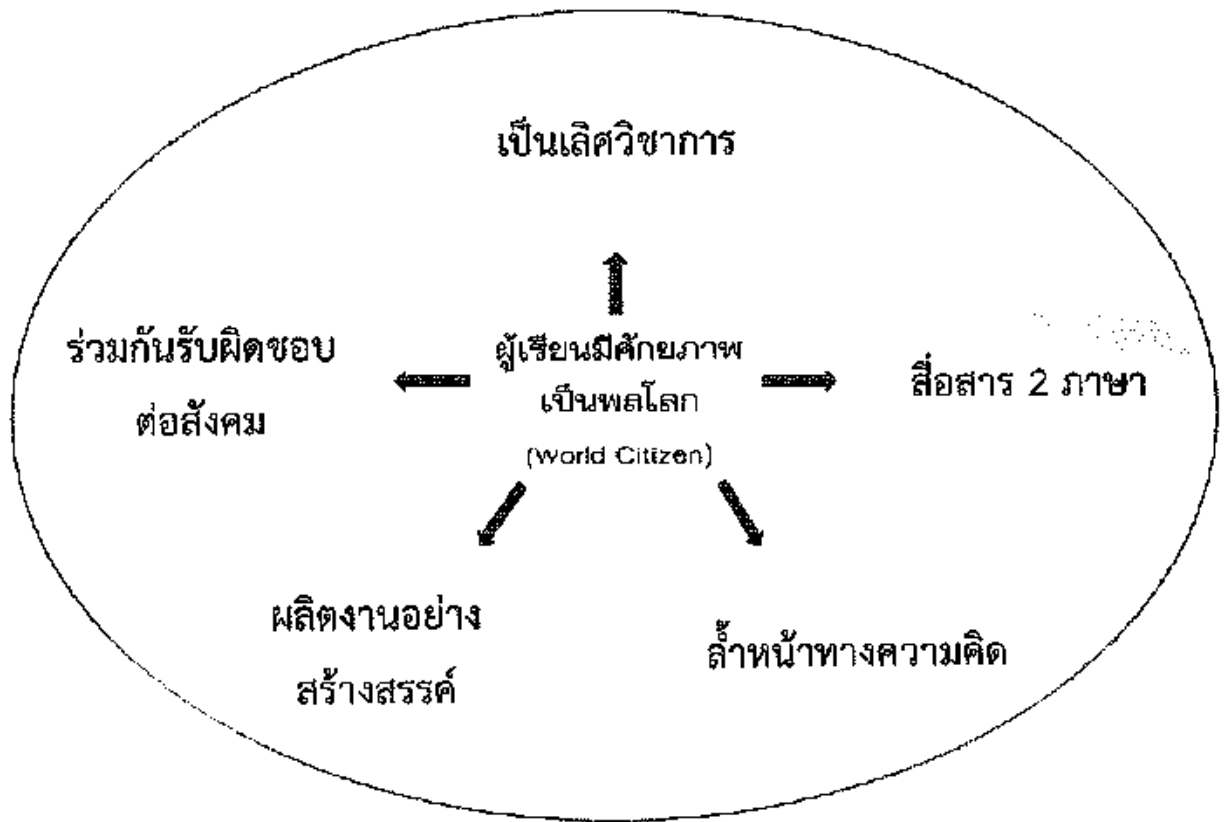 เป็นเลิศวิชาการ
ร่วมกันรับผิดชอบ
ต่อสังคม
ผู้เรียนมีศักยภาพ
เป็นพลโลก
(World Citizen)
สื่อสาร 2 ภาษา
ผลิตงานอย่าง
สร้างสรรค์
ล้ำหน้าทางความคิด